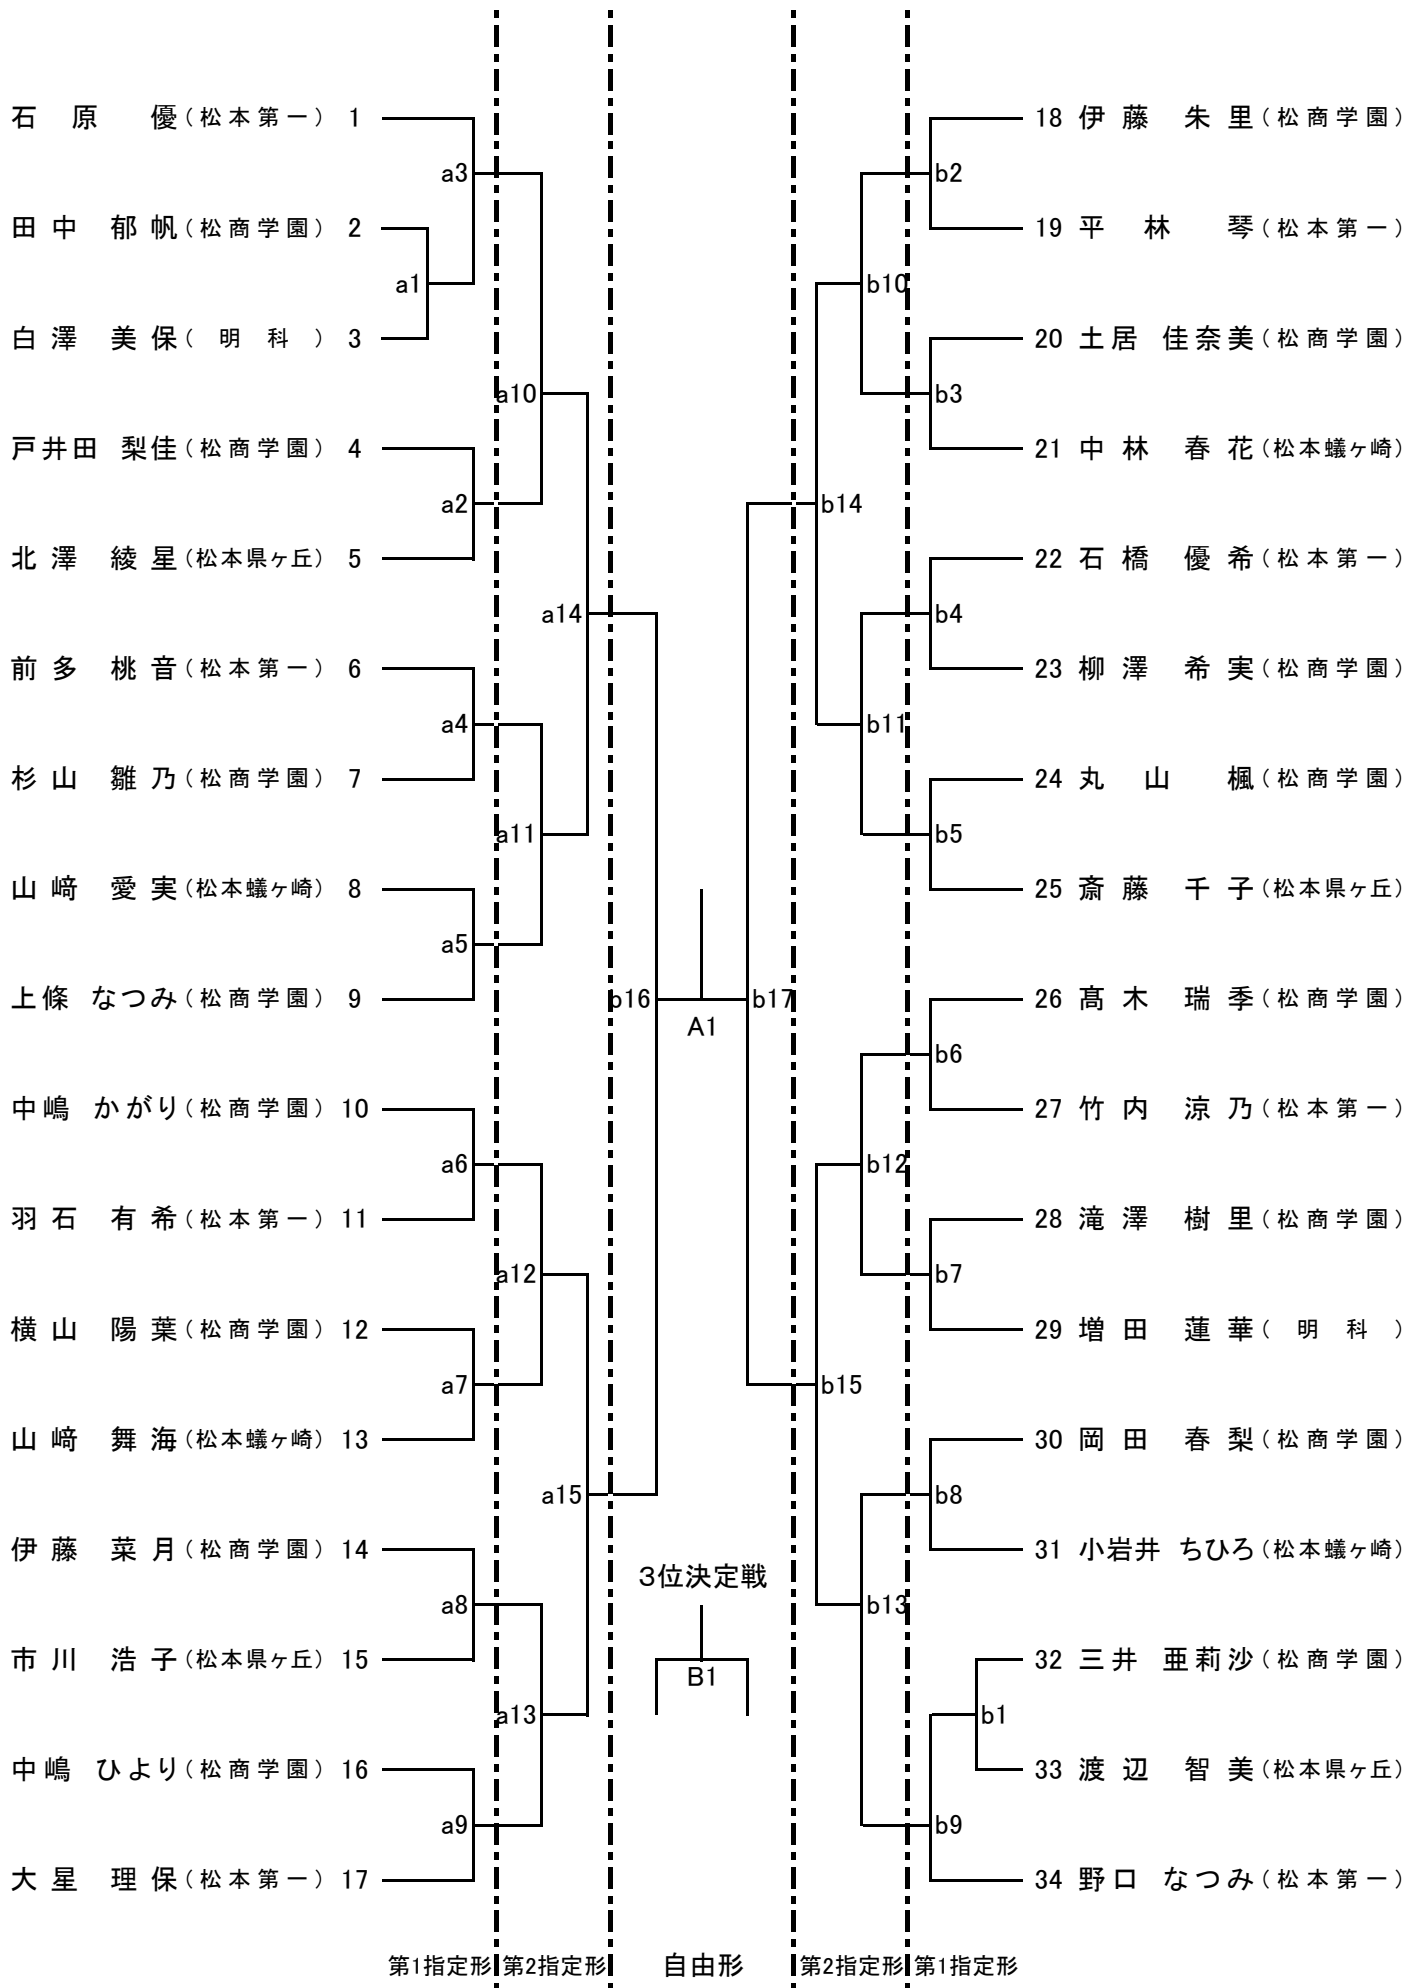 石原 優(松本第一) 1
a3
田中 郁帆(松商学園) 2
a1
白澤 美保(明科) 3
a10
戸井田 梨佳(松商学園) 4
a2
北澤 綾星(松本県ヶ丘) 5
a14
前多 桃音(松本第一) 6
a4
杉山 雛乃(松商学園) 7
a11
山﨑 愛実(松本蟻ヶ崎) 8
a5
上條 なつみ(松商学園) 9
b16
中嶋 かがり(松商学園) 10
a6
羽石 有希(松本第一) 11
a12
横山 陽葉(松商学園) 12
a7
山﨑 舞海(松本蟻ヶ崎) 13
a15
伊藤 菜月(松商学園) 14
a8
市川 浩子(松本県ヶ丘) 15
a13
中嶋 ひより(松商学園) 16
a9
大星 理保(松本第一) 17
A1
3位決定戦
B1
18 伊藤 朱里(松商学園)
b2
19 平林 琴(松本第一)
b10
20 土居 佳奈美(松商学園)
b3
21 中林 春花(松本蟻ヶ崎)
b14
22 石橋 優希(松本第一)
b4
23 柳澤 希実(松商学園)
b11
24 丸山 楓(松商学園)
b5
25 斎藤 千子(松本県ヶ丘)
b17
26 髙木 瑞季(松商学園)
b6
27 竹内 涼乃(松本第一)
b12
28 滝澤 樹里(松商学園)
b7
29 増田 蓮華(明科)
b15
30 岡田 春梨(松商学園)
b8
31 小岩井 ちひろ(松本蟻ヶ崎)
b13
32 三井 亜莉沙(松商学園)
b1
33 渡辺 智美(松本県ヶ丘)
b9
34 野口 なつみ(松本第一)
第1指定形 第2指定形 自由形 第2指定形 第1指定形